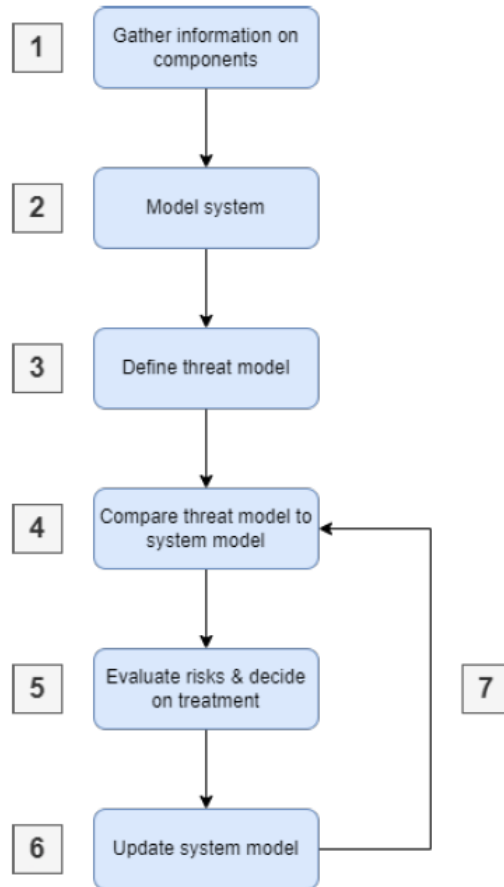 1
Gather information on
components
2
Model system
3
Define threat model
4
Compare threat model to
system model
5
Evaluate risks & decide
on treatment
7
6
Update system model